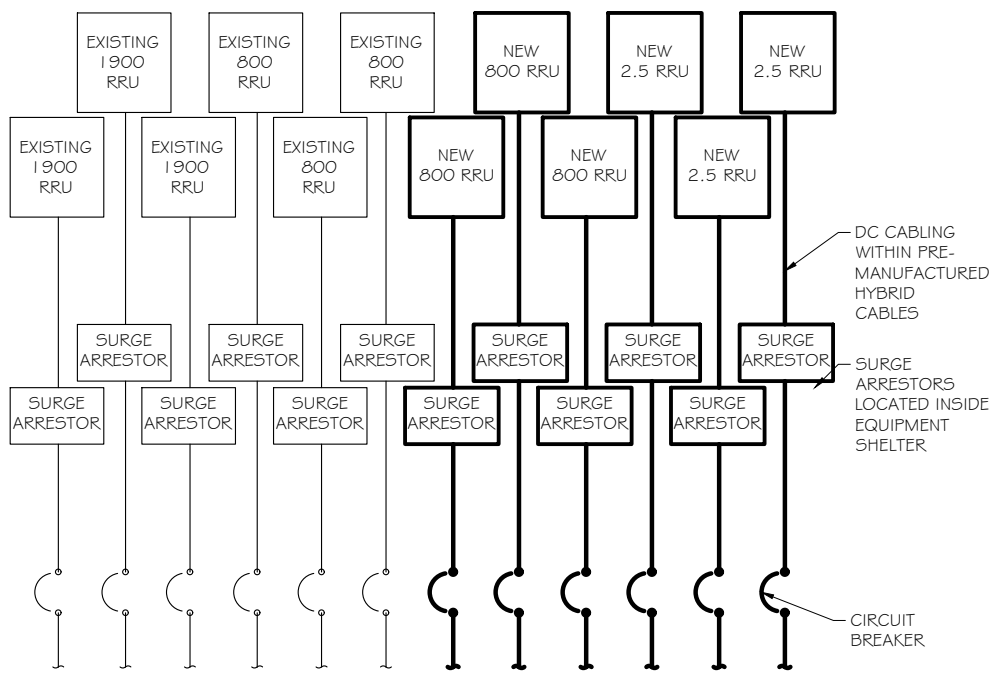 EXISTING
1900
RRU
EXISTING
800
RRU
EXISTING
800
RRU
NEW
800 RRU
NEW
2.5 RRU
NEW
2.5 RRU
EXISTING
1900
RRU
EXISTING
1900
RRU
EXISTING
800
RRU
NEW
800 RRU
NEW
800 RRU
NEW
2.5 RRU
DC CABLING
WITHIN PRE-
MANUFACTURED
HYBRID
CABLES
SURGE
ARRESTOR
SURGE
ARRESTOR
SURGE
ARRESTOR
SURGE
ARRESTOR
SURGE
ARRESTOR
SURGE
ARRESTOR
SURGE
ARRESTORS
LOCATED INSIDE
EQUIPMENT
SHELTER
SURGE
ARRESTOR
SURGE
ARRESTOR
SURGE
ARRESTOR
SURGE
ARRESTOR
SURGE
ARRESTOR
SURGE
ARRESTOR
CIRCUIT
BREAKER